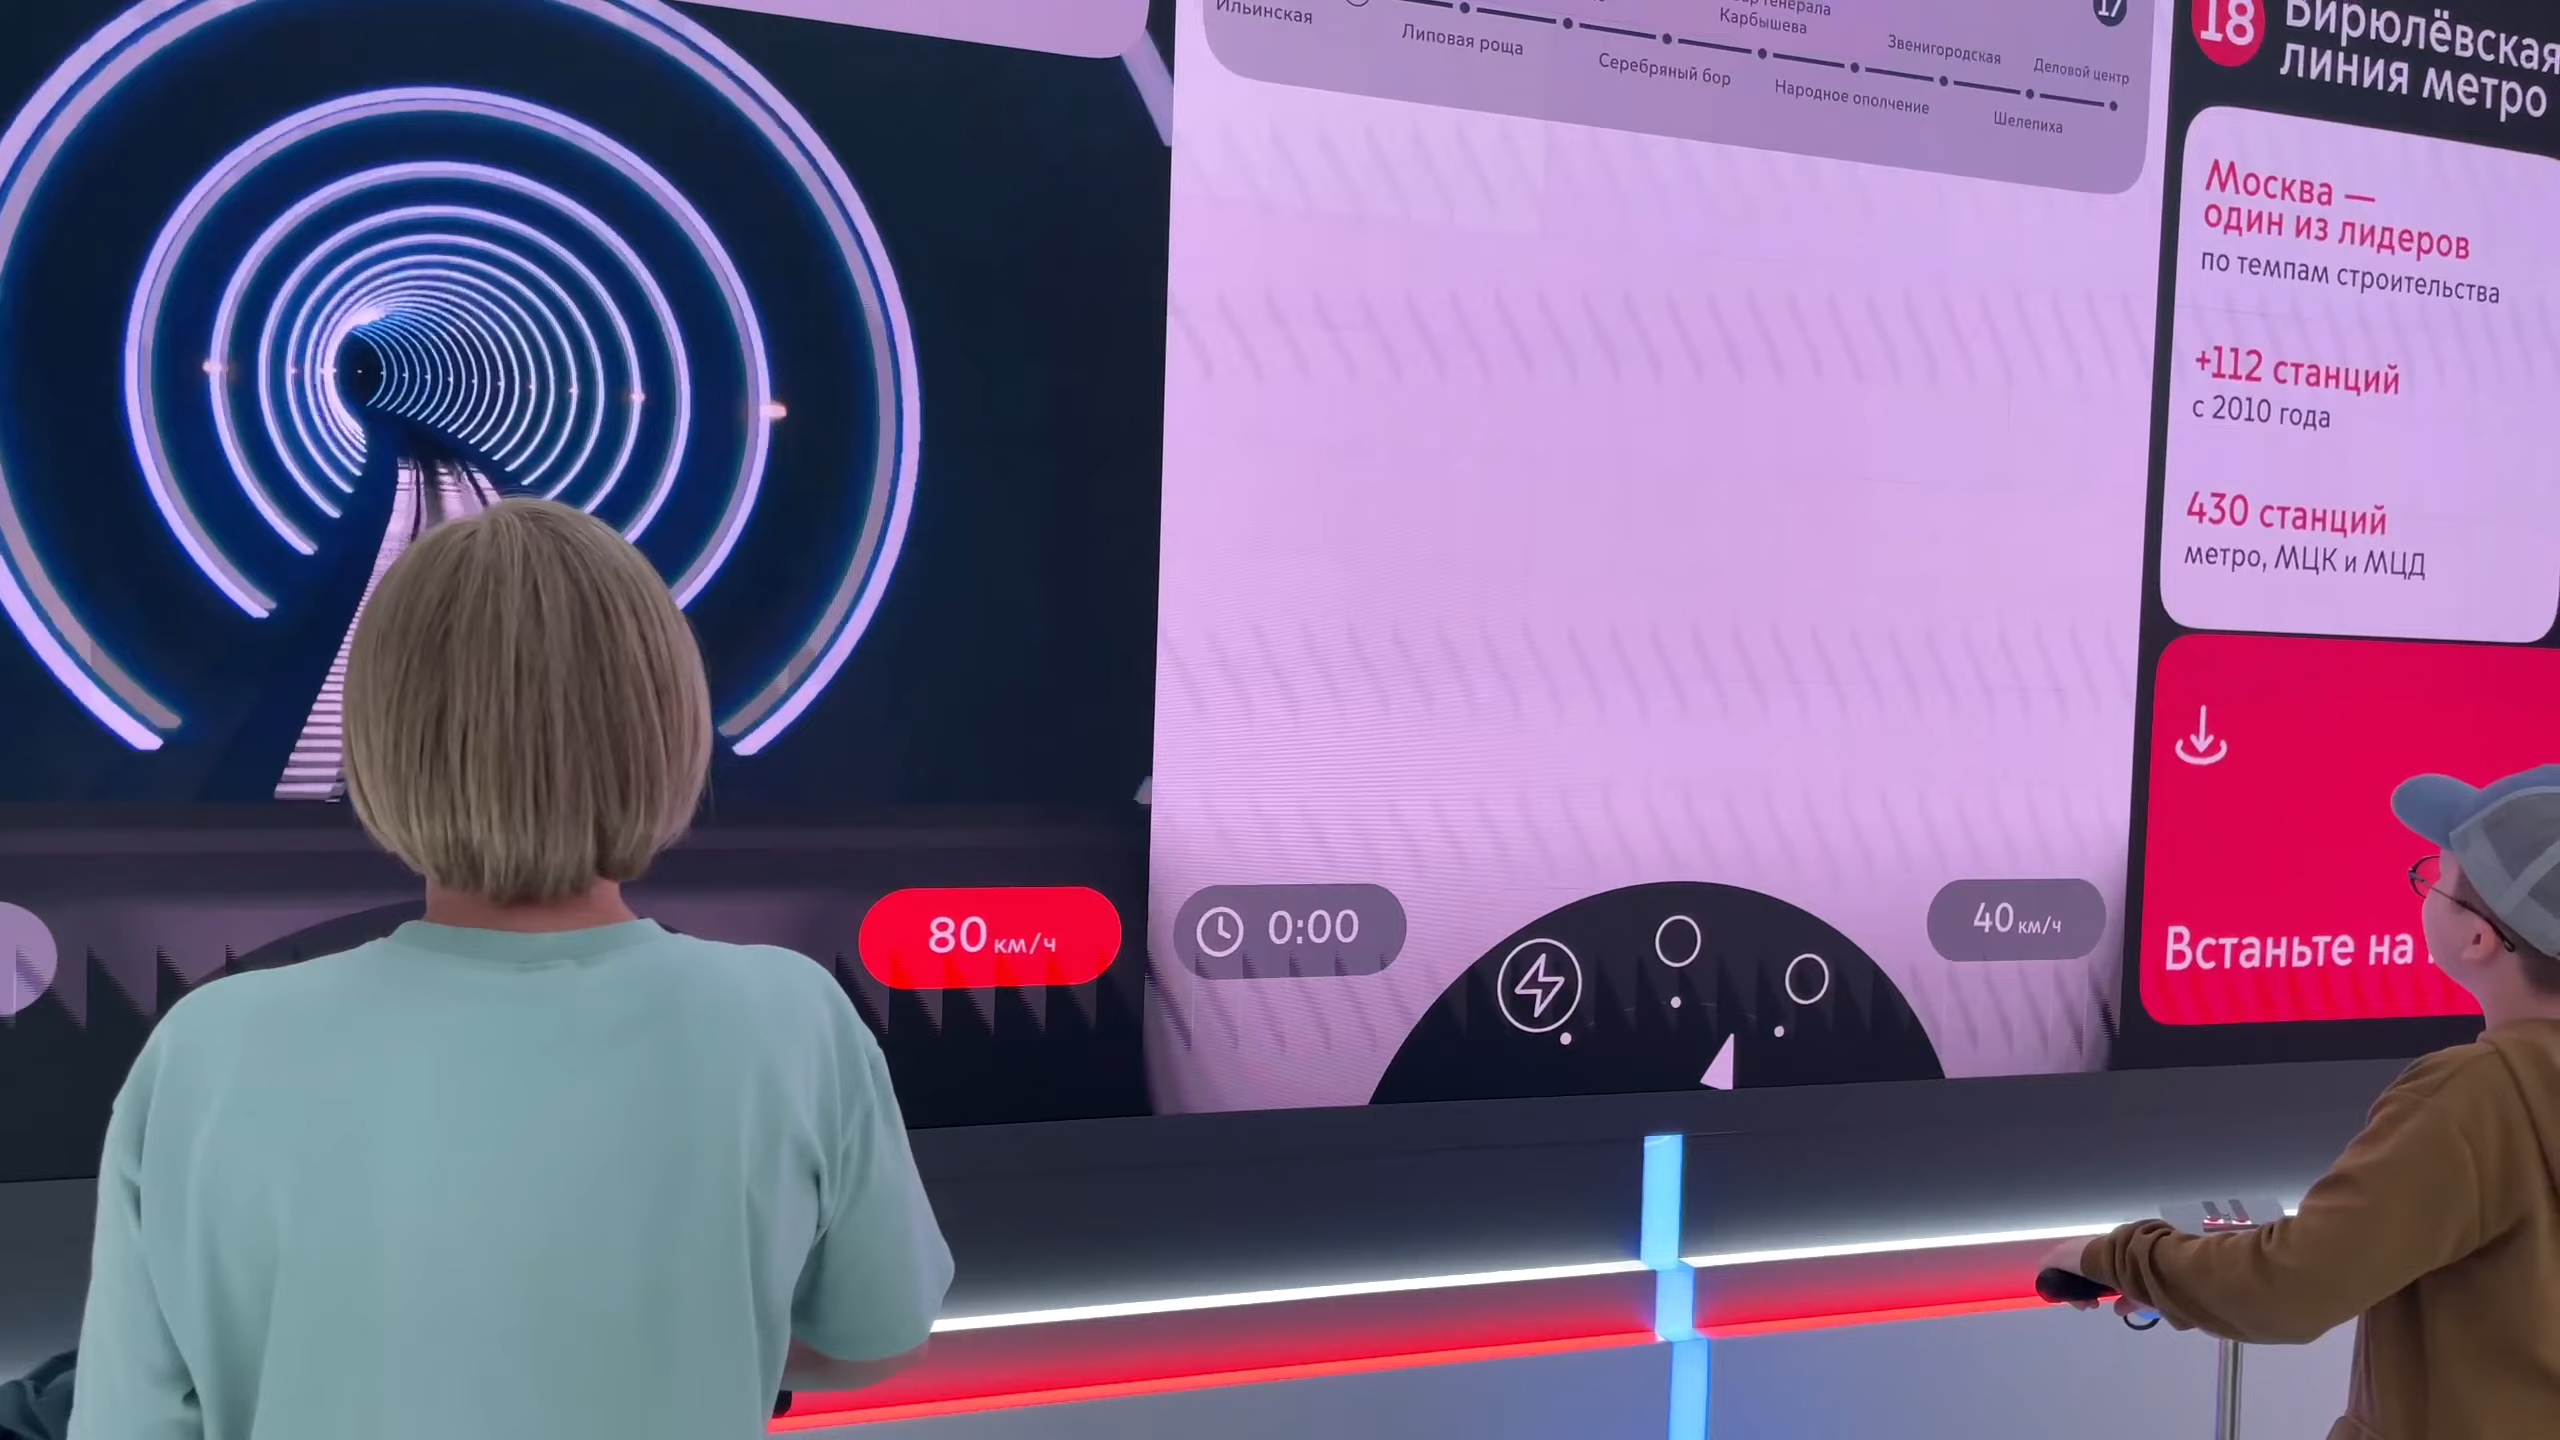 Ильинская
Липовая роща
Серебряный бор
генерала
Карбышева
Народное ополчение
Звенигородская
Шелепиха
Деловой центр
17
80 км/ч
0:00
40 км/ч
18
Бирюлёвская
линия метро
Москва —
один из лидеров
по темпам строительства
+112 станций
с 2010 года
430 станций
метро, МЦК и МЦД
Встаньте на